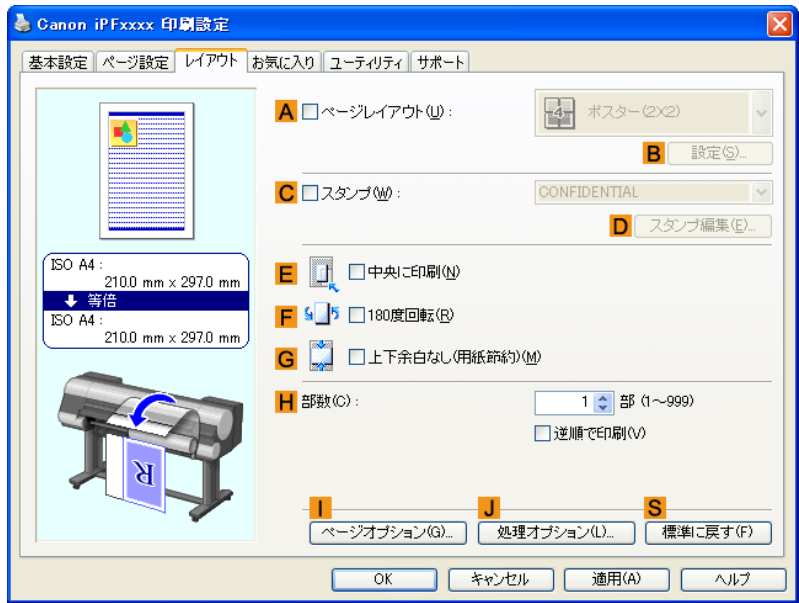 Canon iPFxxxx 印刷設定
基本設定 ページ設定 レイアウト お気に入り ユーティリティ サポート
A ページレイアウト(U) : 4 ポスター(2×2)
B 設定(S)...
C スタンプ(W) : CONFIDENTIAL
D スタンプ編集(E)...
ISO A4 :
210.0 mm x 297.0 mm
等倍
ISO A4 :
210.0 mm x 297.0 mm
E 中央に印刷(N)
F 180度回転(R)
G 上下余白なし(用紙節約)(M)
H 部数(C) : 1 部 (1～999)
逆順で印刷(V)
R
I J S
ページオプション(G)... 処理オプション(L)... 標準に戻す(F)
OK キャンセル 適用(A) ヘルプ